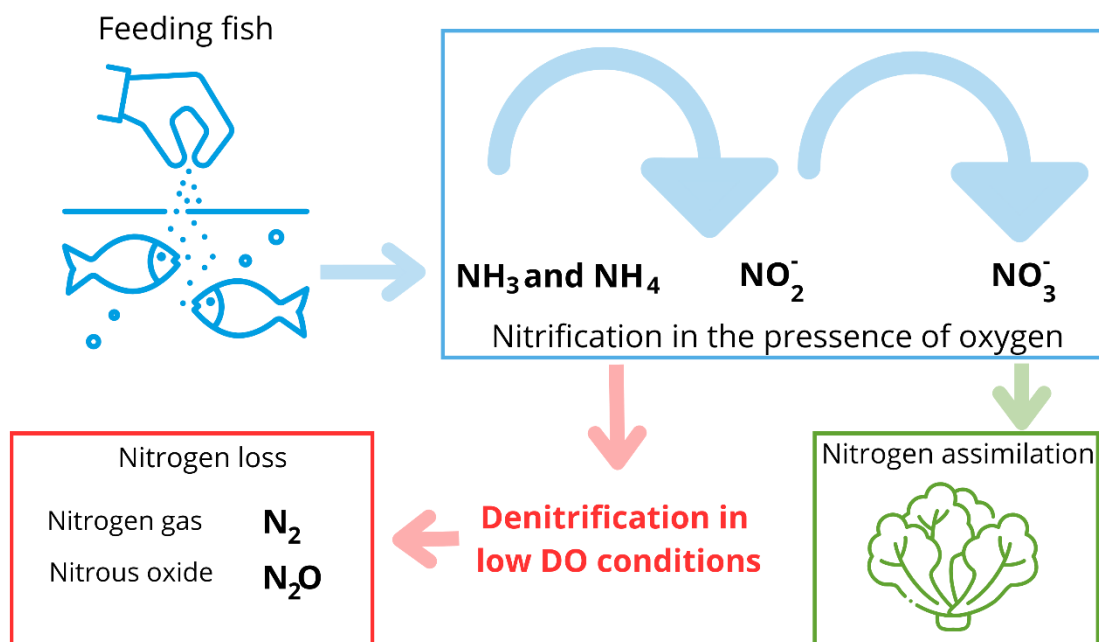 Feeding fish
NH₃ and NH₄ NO₂⁻ NO₃⁻
Nitrification in the pressence of oxygen
Nitrogen loss
Nitrogen gas N₂
Nitrous oxide N₂O
Denitrification in
low DO conditions
Nitrogen assimilation